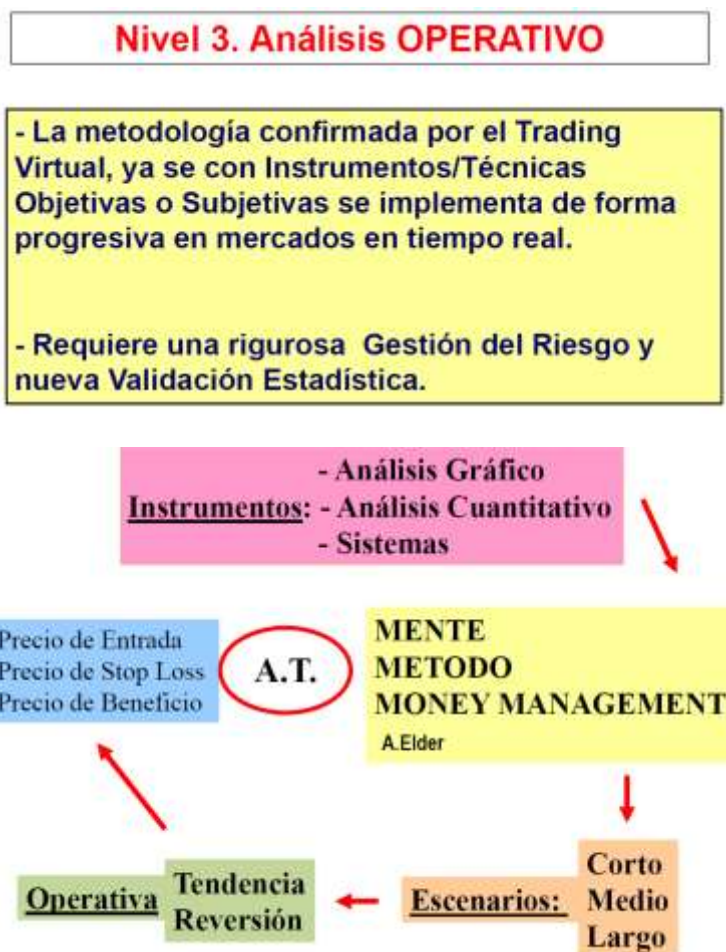 Nivel 3. Análisis OPERATIVO
- La metodología confirmada por el Trading
Virtual, ya se con Instrumentos/Técnicas
Objetivas o Subjetivas se implementa de forma
progresiva en mercados en tiempo real.
- Requiere una rigurosa Gestión del Riesgo y
nueva Validación Estadística.
- Análisis Gráfico
Instrumentos: - Análisis Cuantitativo
- Sistemas
Precio de Entrada
Precio de Stop Loss
Precio de Beneficio
A.T.
MENTE
METODO
MONEY MANAGEMENT
A.Elder
Operativa
Tendencia
Reversión
Escenarios:
Corto
Medio
Largo